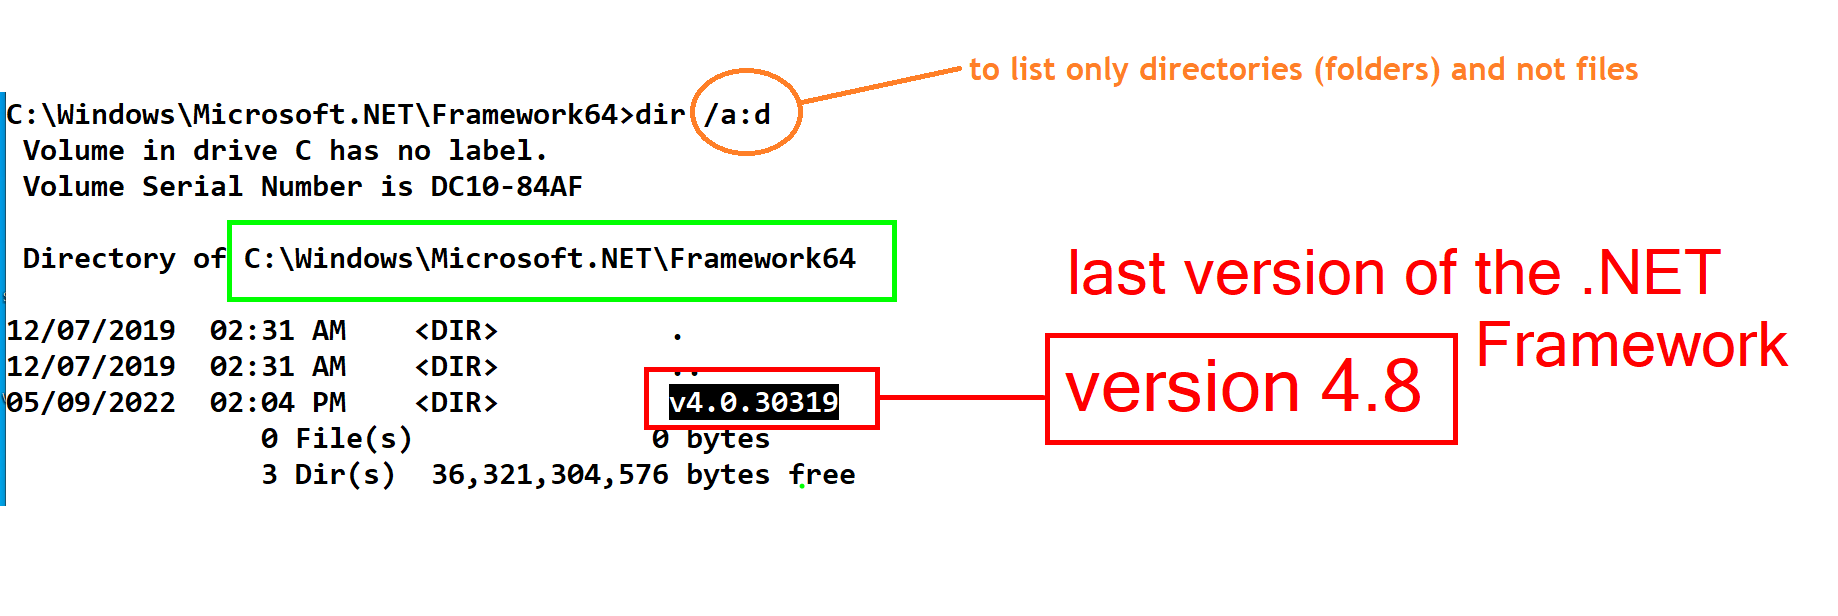 to list only directories (folders) and not files
C:\Windows\Microsoft.NET\Framework64>dir /a:d
Volume in drive C has no label.
Volume Serial Number is DC10-84AF
Directory of C:\Windows\Microsoft.NET\Framework64
last version of the .NET
Framework
12/07/2019  02:31 AM    <DIR>          .
12/07/2019  02:31 AM    <DIR>          ..
05/09/2022  02:04 PM    <DIR>          v4.0.30319
version 4.8
0 File(s)              0 bytes
3 Dir(s)  36,321,304,576 bytes free